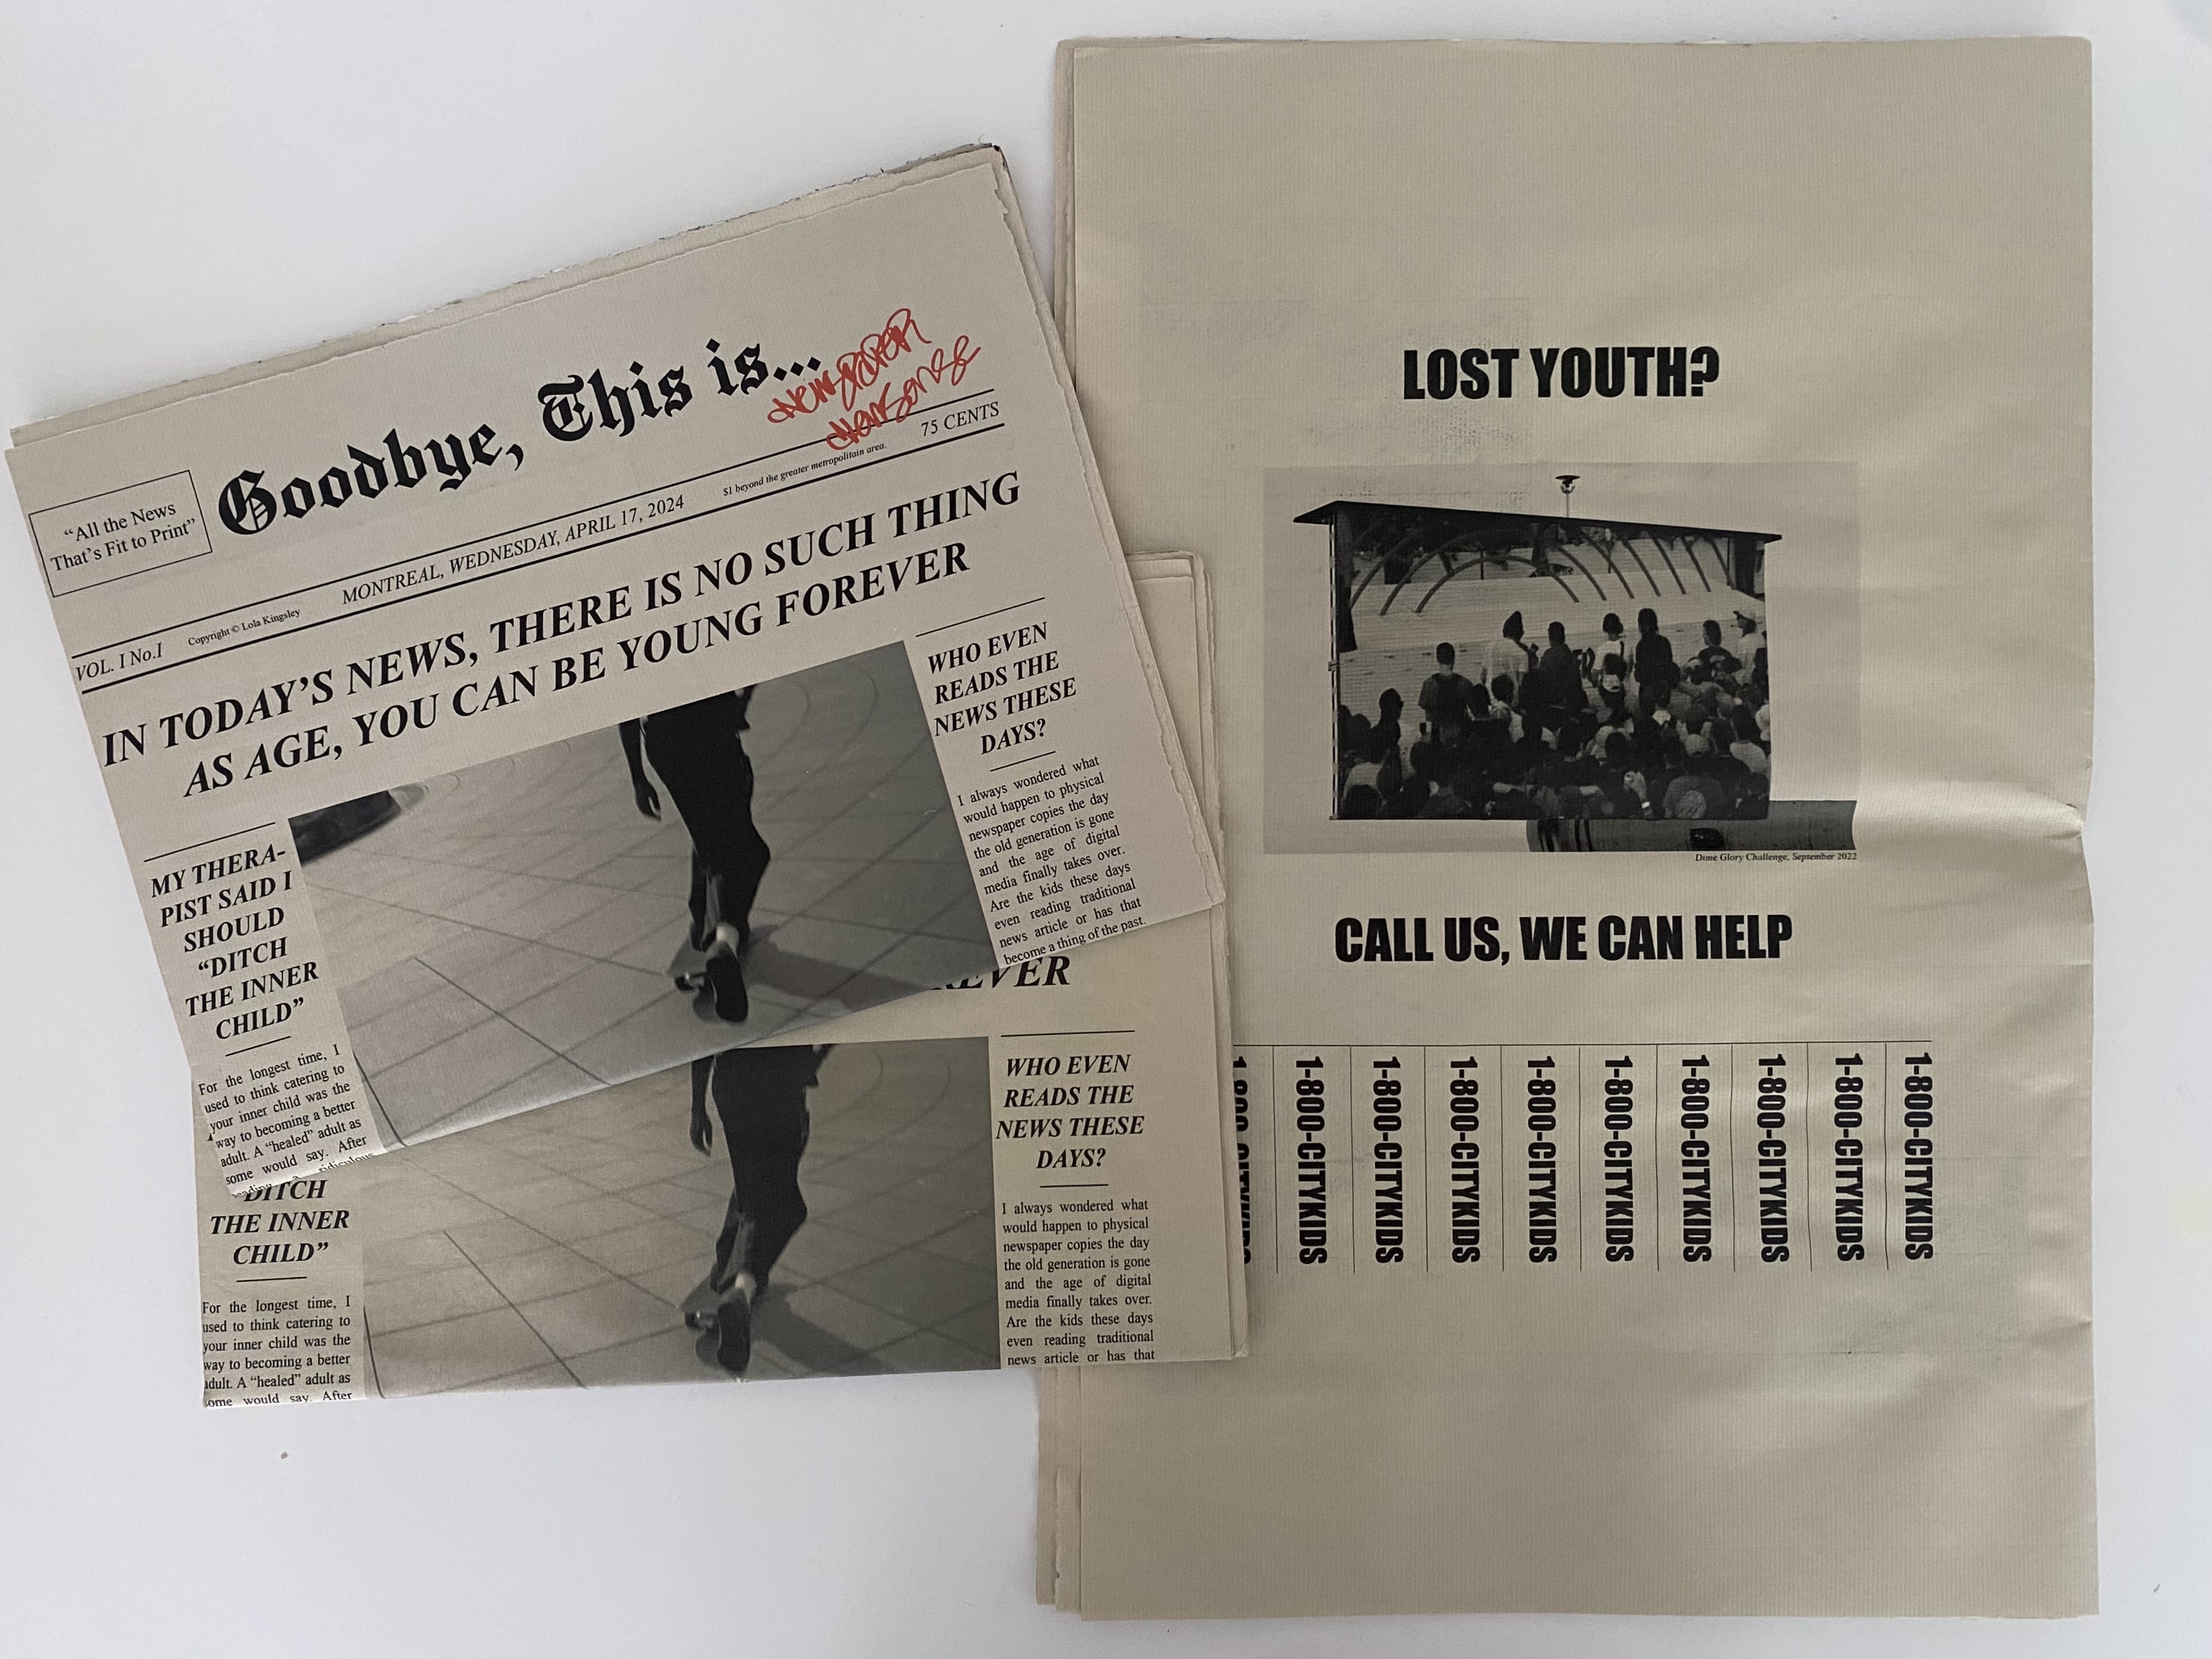 Goodbye, This is...
NEWSPAPER
"All the News
That's Fit to Print"
VOL. I No.I
Copyright © Lola Kingsley
MONTREAL, WEDNESDAY, APRIL 17, 2024
$1 beyond the greater metropolitan area.
75 CENTS
IN TODAY'S NEWS, THERE IS NO SUCH THING
AS AGE, YOU CAN BE YOUNG FOREVER
MY THERA-
PIST SAID I
SHOULD
"DITCH
THE INNER
CHILD"
For the longest time, I
used to think catering to
your inner child was the
way to becoming a better
adult. A "healed" adult as
some would say. After
ridiculous
WHO EVEN
READS THE
NEWS THESE
DAYS?
I always wondered what
would happen to physical
newspaper copies the day
the old generation is gone
and the age of digital
media finally takes over.
Are the kids these days
even reading traditional
news article or has that
become a thing of the past.
EVER
"DITCH
THE INNER
CHILD"
For the longest time, I
used to think catering to
your inner child was the
way to becoming a better
adult. A "healed" adult as
some would say. After
WHO EVEN
READS THE
NEWS THESE
DAYS?
I always wondered what
would happen to physical
newspaper copies the day
the old generation is gone
and the age of digital
media finally takes over.
Are the kids these days
even reading traditional
news article or has that
LOST YOUTH?
Dime Glory Challenge, September 2022
CALL US, WE CAN HELP
1-800-CITYKIDS
1-800-CITYKIDS
1-800-CITYKIDS
1-800-CITYKIDS
1-800-CITYKIDS
1-800-CITYKIDS
1-800-CITYKIDS
1-800-CITYKIDS
1-800-CITYKIDS
1-800-CITYKIDS